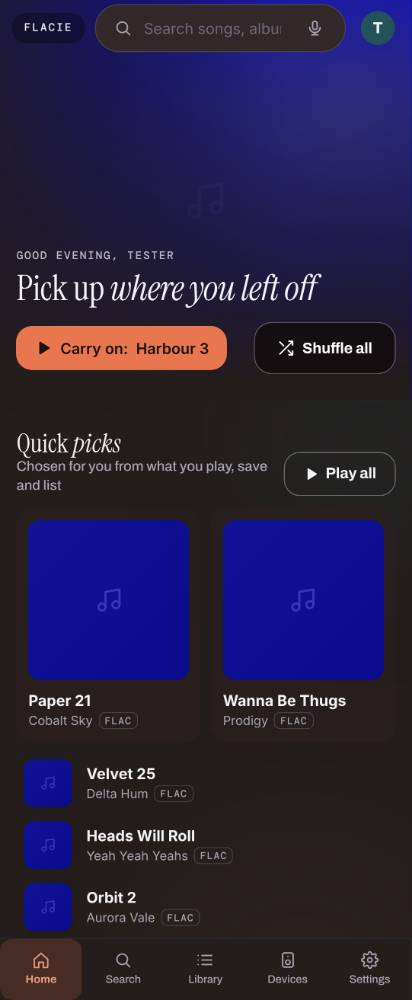 FLACIE
Search songs, albu
T
GOOD EVENING, TESTER
Pick up where you left off
Carry on: Harbour 3
Shuffle all
Quick picks
Chosen for you from what you play, save
and list
Play all
Paper 21
Cobalt Sky FLAC
Wanna Be Thugs
Prodigy FLAC
Velvet 25
Delta Hum FLAC
Heads Will Roll
Yeah Yeah Yeahs FLAC
Orbit 2
Aurora Vale FLAC
Home
Search
Library
Devices
Settings